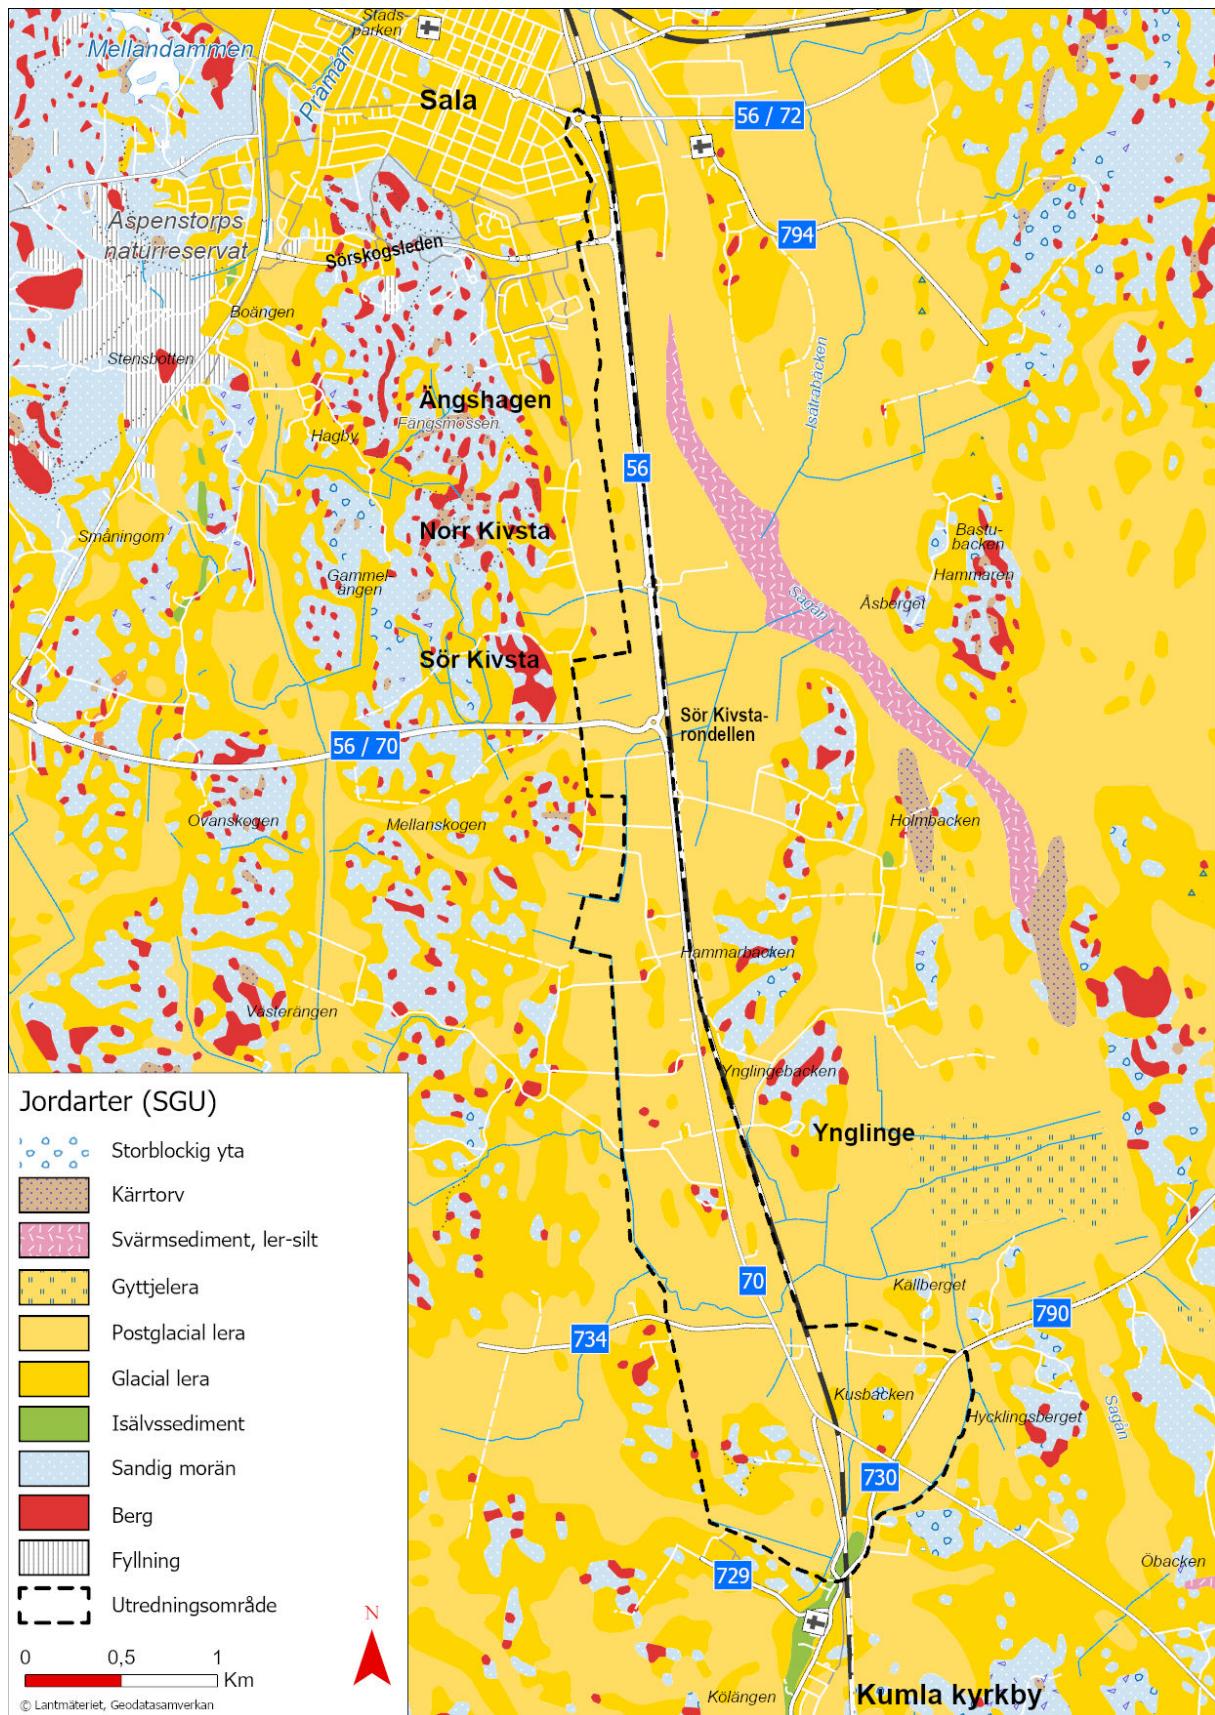 Stads-
parken
Mellandammen
Pråmån
Sala
56 / 72
794
Aspenstorps
naturreservat
Sörskogsleden
Boängen
Stensbotten
Isätrabäcken
Ängshagen
Fängsmossen
Hagby
56
Norr Kivsta
Småningom
Bastu-
backen
Hammaren
Gammel-
ängen
Sagån
Åsberget
Sör Kivsta
Sör Kivsta-
rondellen
56 / 70
Ovanskogen
Mellanskogen
Holmbacken
Hammarbacken
Västerängen
Ynglingebacken
Ynglinge
Källberget
70
790
734
Kusbacken
Hycklingsberget
Sagån
730
729
Öbacken
Kölängen
Kumla kyrkby
Jordarter (SGU)
Storblockig yta
Kärrtorv
Svärmsediment, ler-silt
Gyttjelera
Postglacial lera
Glacial lera
Isälvssediment
Sandig morän
Berg
Fyllning
Utredningsområde
N
0 0,5 1
Km
© Lantmäteriet, Geodatasamverkan